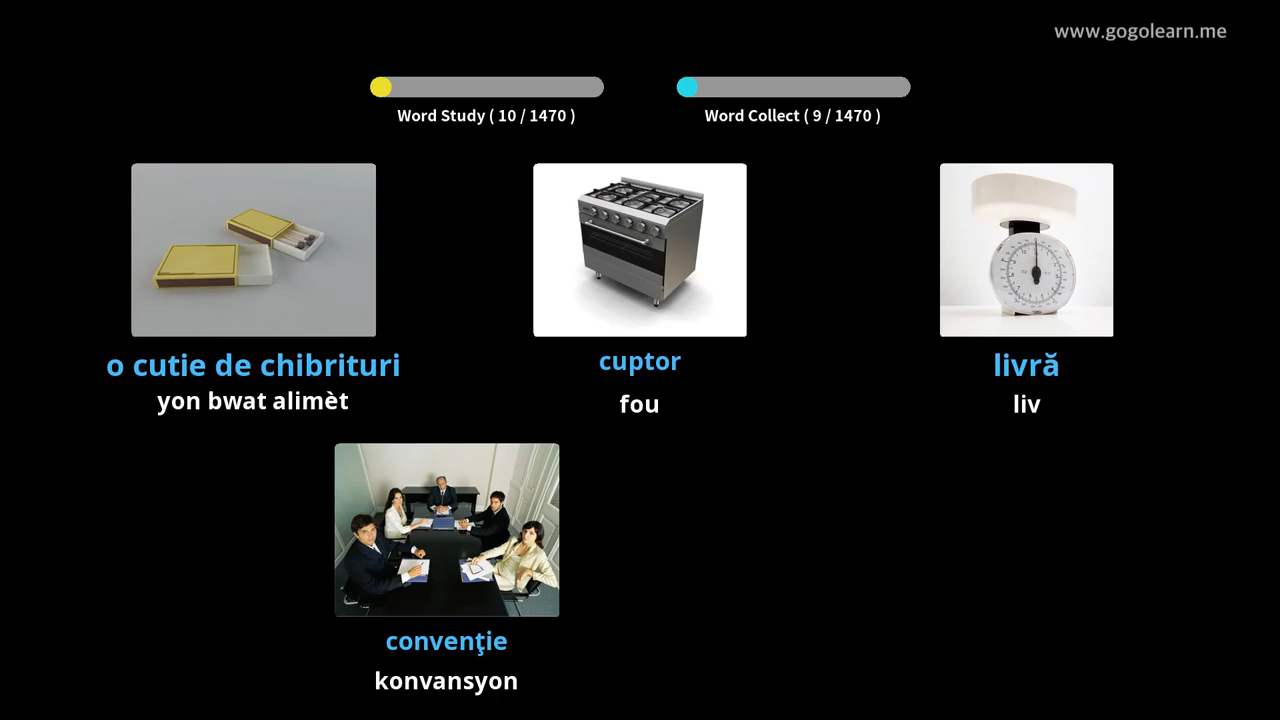 www.gogolearn.me
Word Study ( 10 / 1470 )
Word Collect ( 9 / 1470 )
o cutie de chibrituri
yon bwat alimèt
cuptor
fou
livră
liv
convenţie
konvansyon